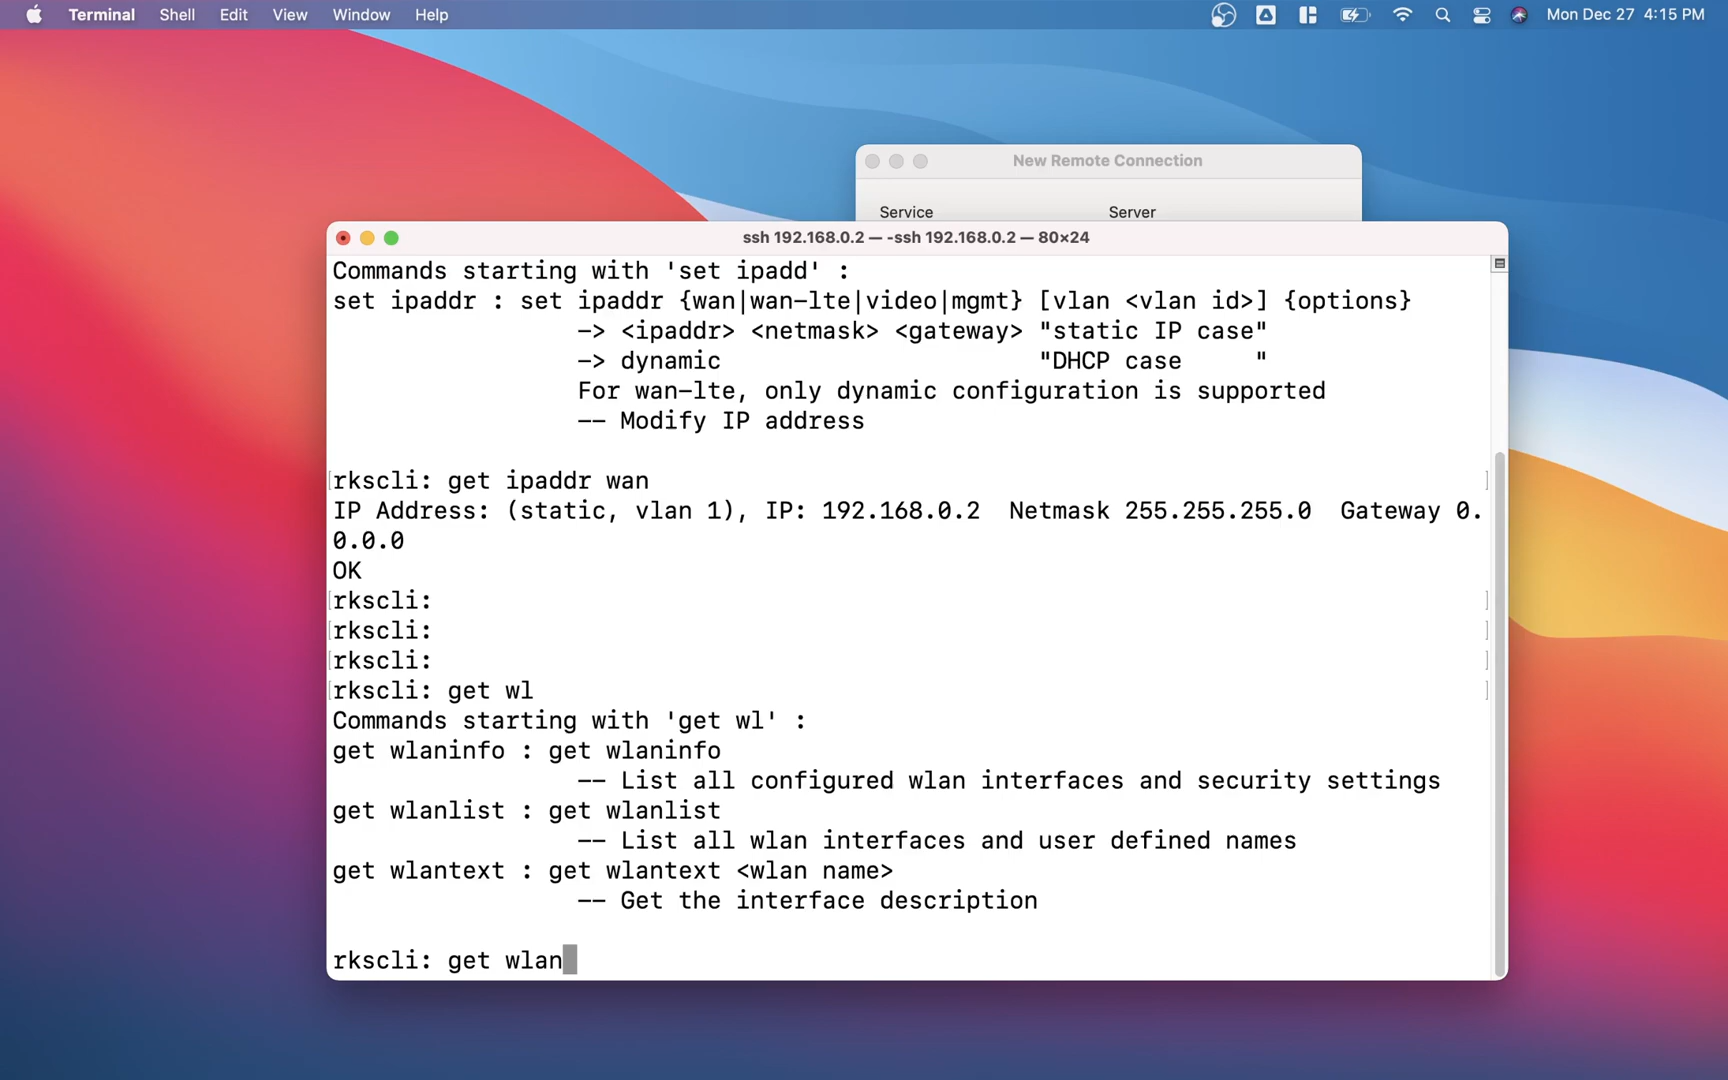 Terminal Shell Edit View Window Help Mon Dec 27 4:15 PM
New Remote Connection
Service Server
ssh 192.168.0.2 — -ssh 192.168.0.2 — 80×24
Commands starting with 'set ipadd' :
set ipaddr : set ipaddr {wan|wan-lte|video|mgmt} [vlan <vlan id>] {options}
-> <ipaddr> <netmask> <gateway> "static IP case"
-> dynamic "DHCP case "
For wan-lte, only dynamic configuration is supported
-- Modify IP address
[rkscli: get ipaddr wan ]
IP Address: (static, vlan 1), IP: 192.168.0.2 Netmask 255.255.255.0 Gateway 0.
0.0.0
OK
[rkscli: ]
[rkscli: ]
[rkscli: ]
[rkscli: get wl ]
Commands starting with 'get wl' :
get wlaninfo : get wlaninfo
-- List all configured wlan interfaces and security settings
get wlanlist : get wlanlist
-- List all wlan interfaces and user defined names
get wlantext : get wlantext <wlan name>
-- Get the interface description
rkscli: get wlan